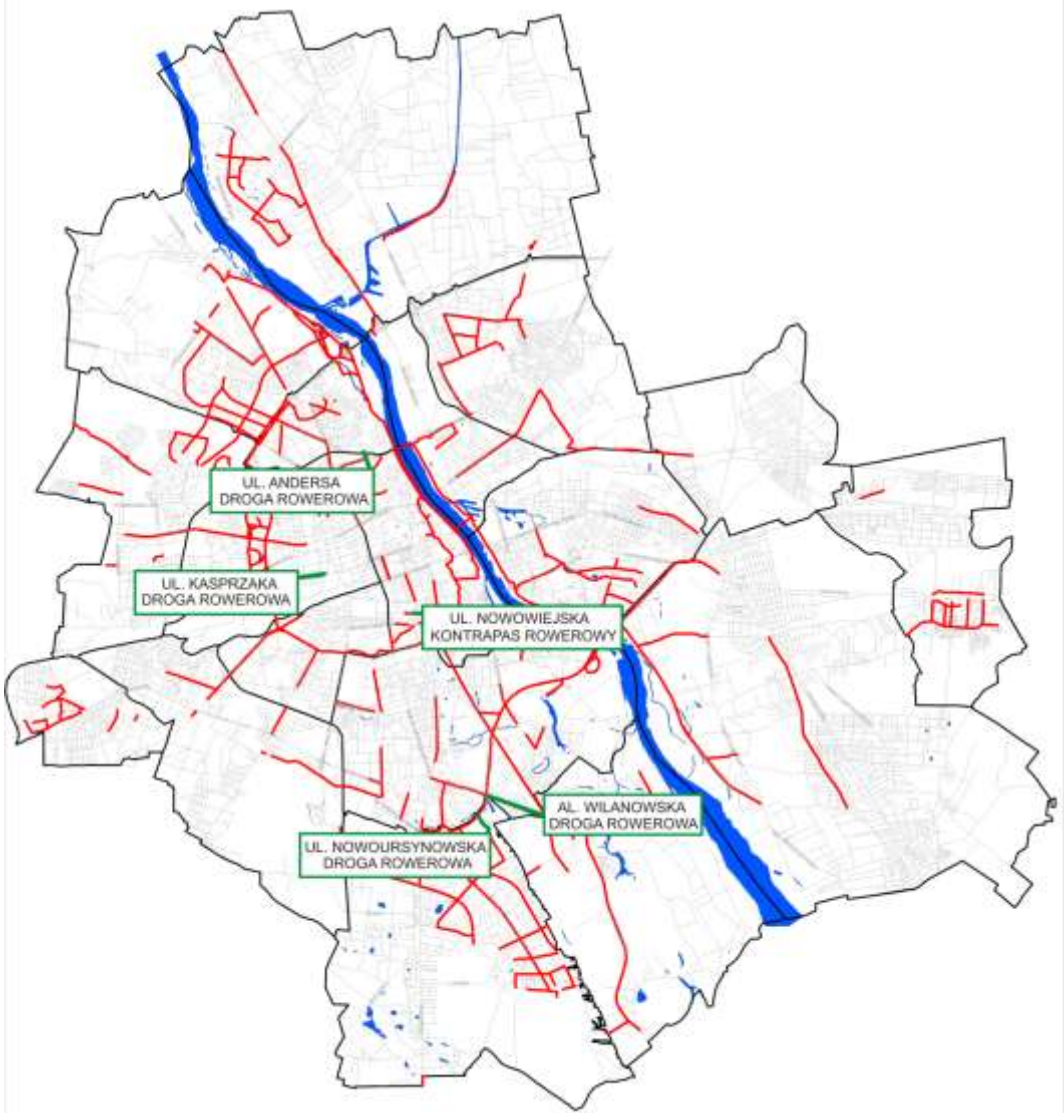 UL. ANDERSA
DROGA ROWEROWA
UL. KASPRZAKA
DROGA ROWEROWA
UL. NOWOWIEJSKA
KONTRAPAS ROWEROWY
AL. WILANOWSKA
DROGA ROWEROWA
UL. NOWOURSYNOWSKA
DROGA ROWEROWA